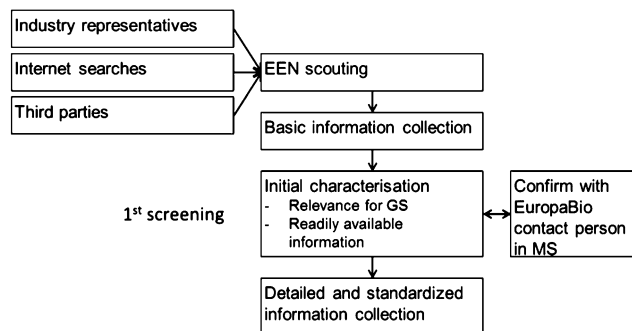 Industry representatives
Internet searches
Third parties
EEN scouting
Basic information collection
1st screening
Initial characterisation
- Relevance for GS
- Readily available
information
Confirm with
EuropaBio
contact person
in MS
Detailed and standardized
information collection